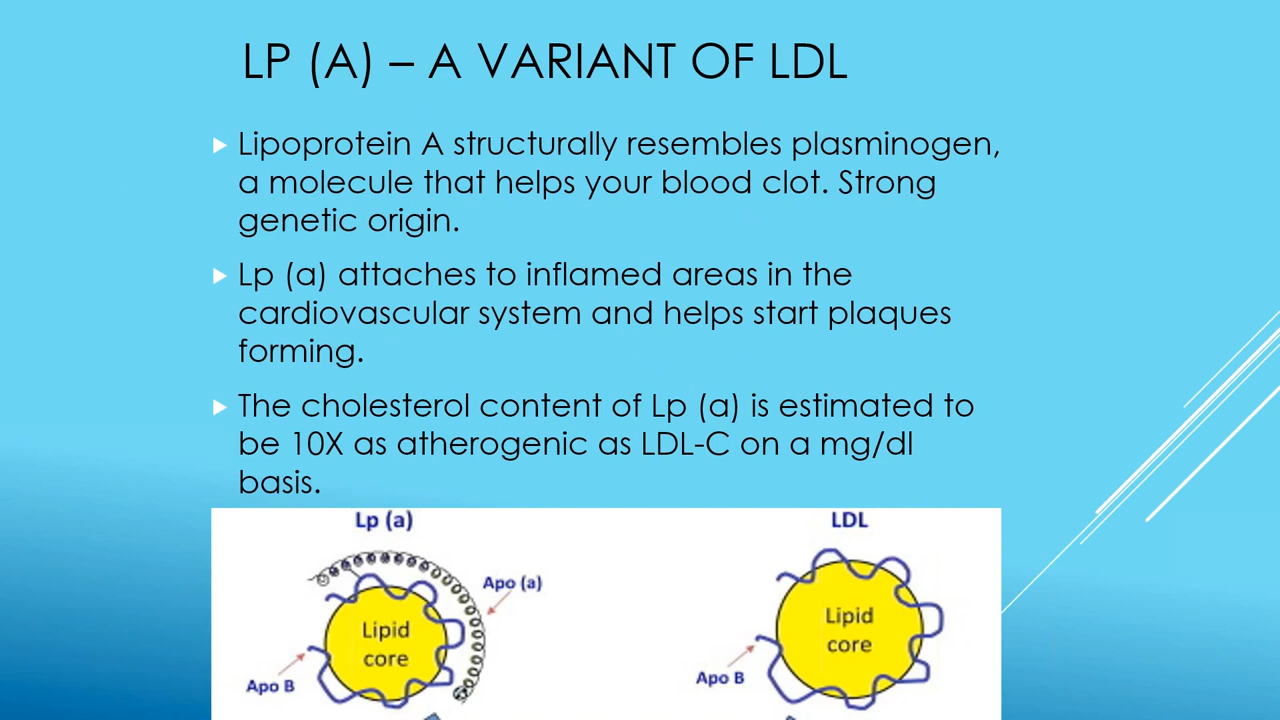 LP (A) – A VARIANT OF LDL
Lipoprotein A structurally resembles plasminogen,
a molecule that helps your blood clot. Strong
genetic origin.
Lp (a) attaches to inflamed areas in the
cardiovascular system and helps start plaques
forming.
The cholesterol content of Lp (a) is estimated to
be 10X as atherogenic as LDL-C on a mg/dl
basis.
Lp (a)
Apo (a)
Lipid
core
Apo B
LDL
Lipid
core
Apo B